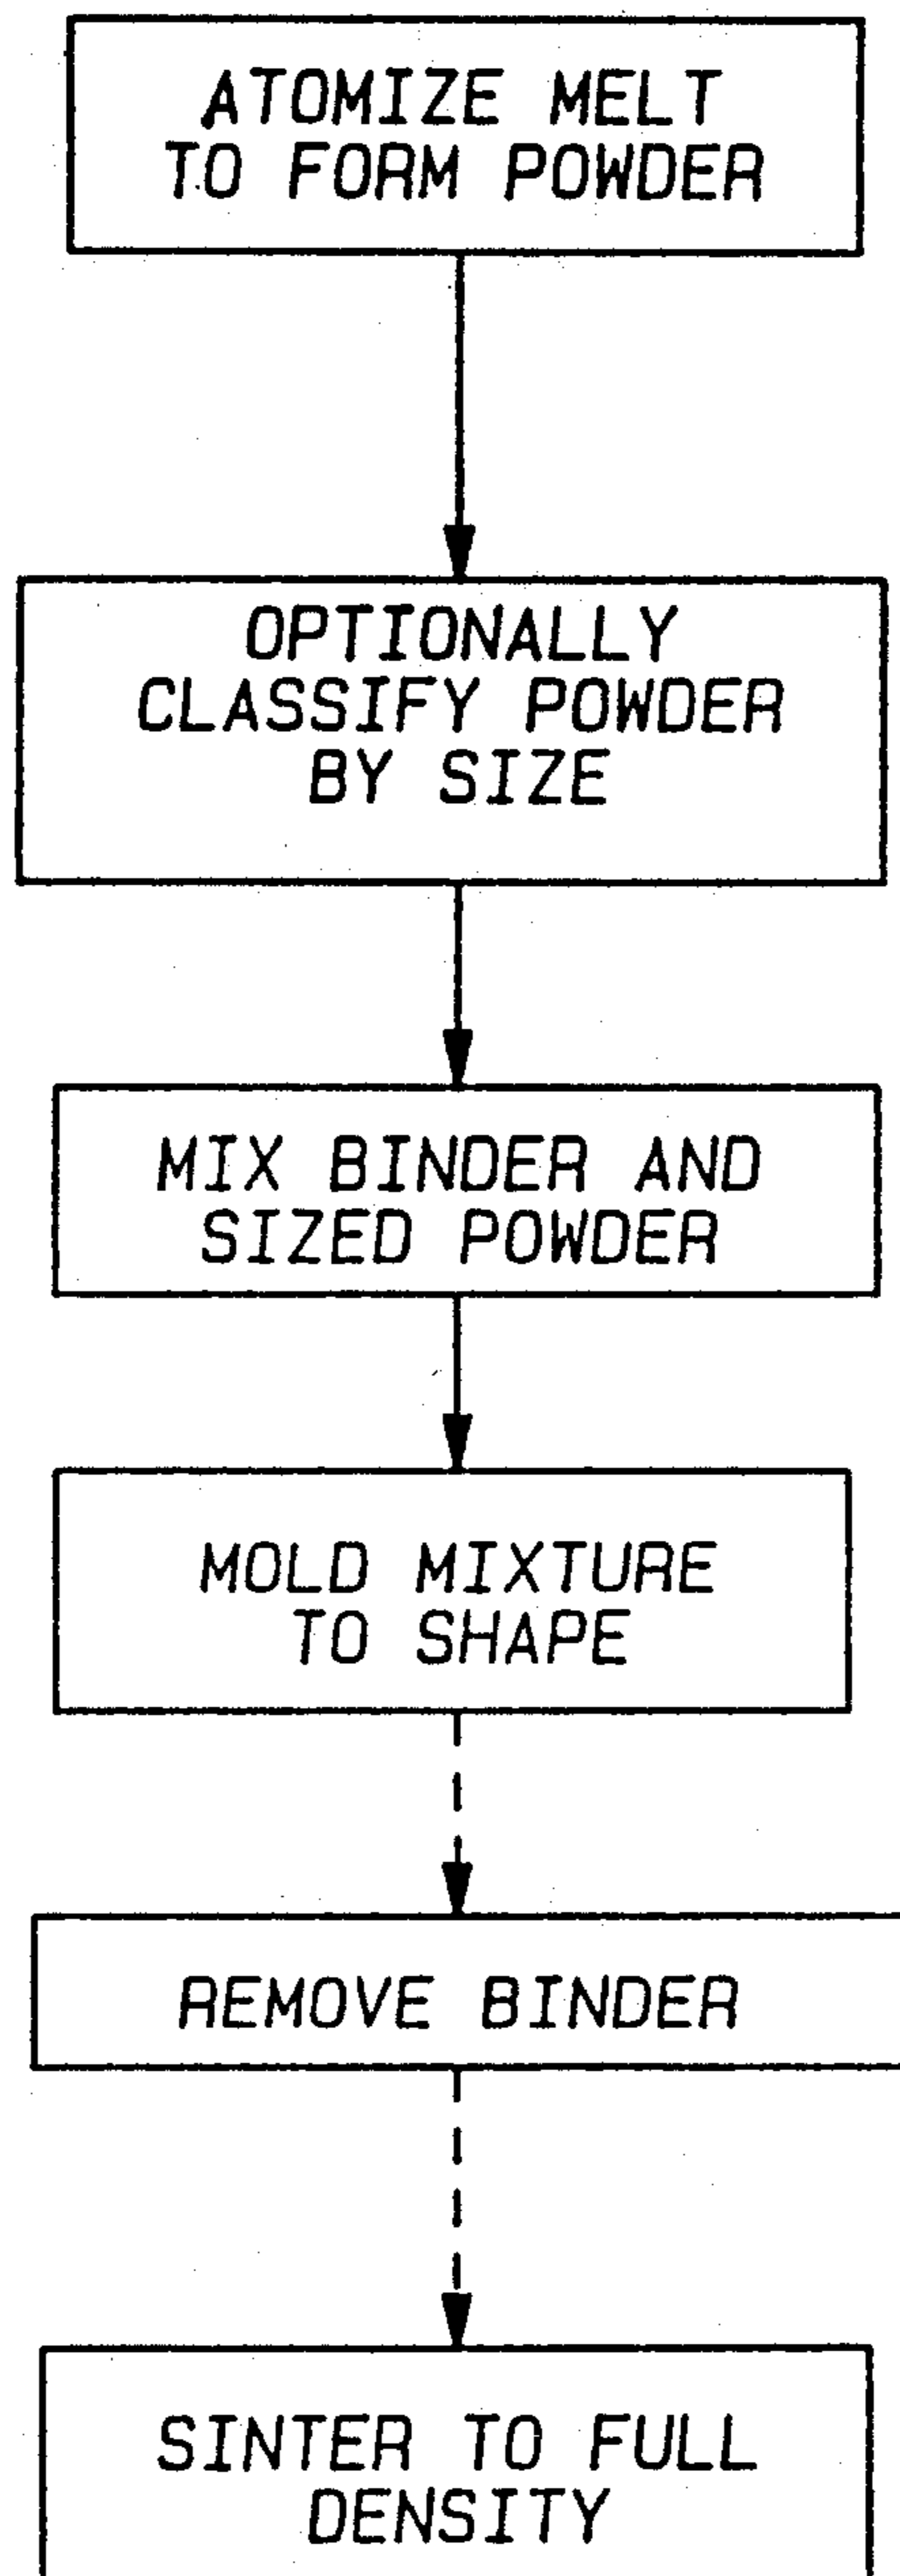 ATOMIZE MELT
TO FORM POWDER
OPTIONALLY
CLASSIFY POWDER
BY SIZE
MIX BINDER AND
SIZED POWDER
MOLD MIXTURE
TO SHAPE
REMOVE BINDER
SINTER TO FULL
DENSITY